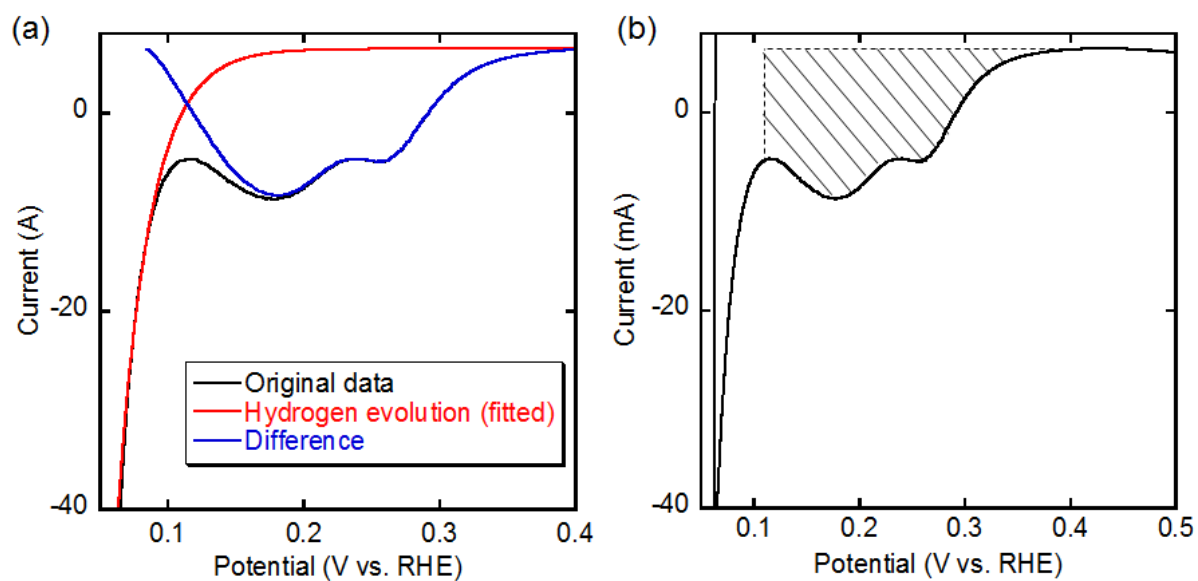 (a)
Current (A)
0
-20
-40
0.1
0.2
0.3
0.4
Potential (V vs. RHE)
Original data
Hydrogen evolution (fitted)
Difference
(b)
Current (mA)
0
-20
-40
0.1
0.2
0.3
0.4
0.5
Potential (V vs. RHE)